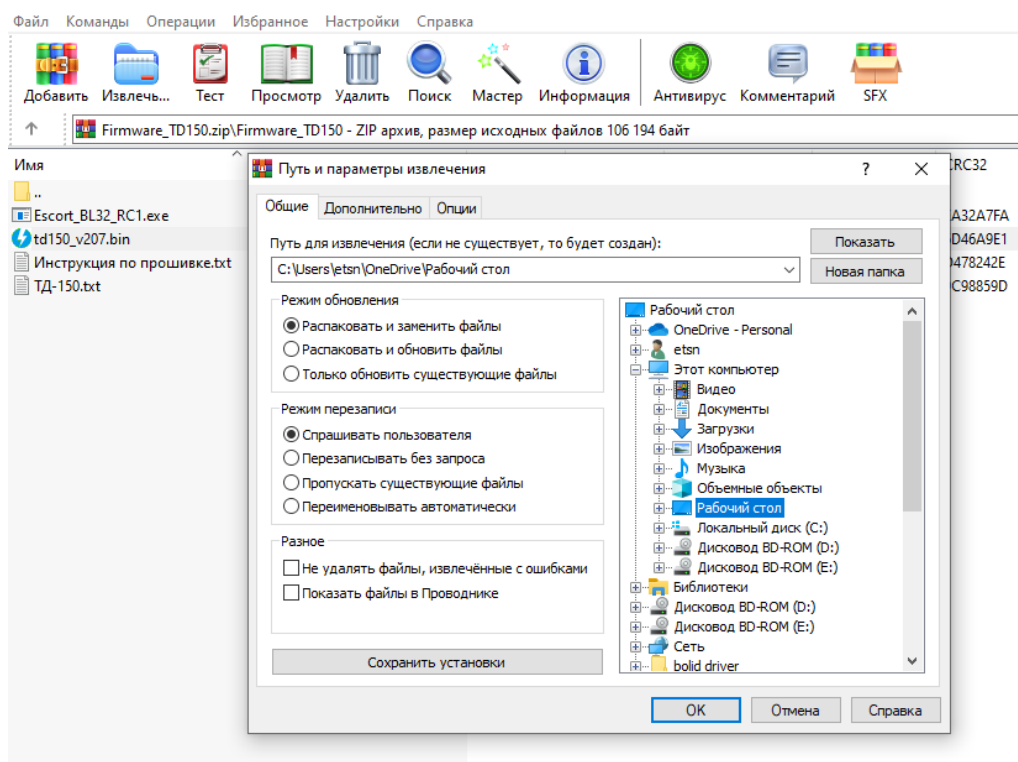 Файл Команды Операции Избранное Настройки Справка
Добавить Извлечь... Тест Просмотр Удалить Поиск Мастер Информация Антивирус Комментарий SFX
Firmware_TD150.zip\Firmware_TD150 - ZIP архив, размер исходных файлов 106 194 байт
Имя
CRC32
..
Escort_BL32_RC1.exe
A32A7FA
td150_v207.bin
D46A9E1
Инструкция по прошивке.txt
478242E
ТД-150.txt
C98859D
Путь и параметры извлечения
?
Общие Дополнительно Опции
Путь для извлечения (если не существует, то будет создан):
Показать
C:\Users\etsn\OneDrive\Рабочий стол
Новая папка
Режим обновления
Распаковать и заменить файлы
Распаковать и обновить файлы
Только обновить существующие файлы
Режим перезаписи
Спрашивать пользователя
Перезаписывать без запроса
Пропускать существующие файлы
Переименовывать автоматически
Разное
Не удалять файлы, извлечённые с ошибками
Показать файлы в Проводнике
Сохранить установки
Рабочий стол
OneDrive - Personal
etsn
Этот компьютер
Видео
Документы
Загрузки
Изображения
Музыка
Объемные объекты
Рабочий стол
Локальный диск (C:)
Дисковод BD-ROM (D:)
Дисковод BD-ROM (E:)
Библиотеки
Дисковод BD-ROM (D:)
Дисковод BD-ROM (E:)
Сеть
bolid driver
OK Отмена Справка